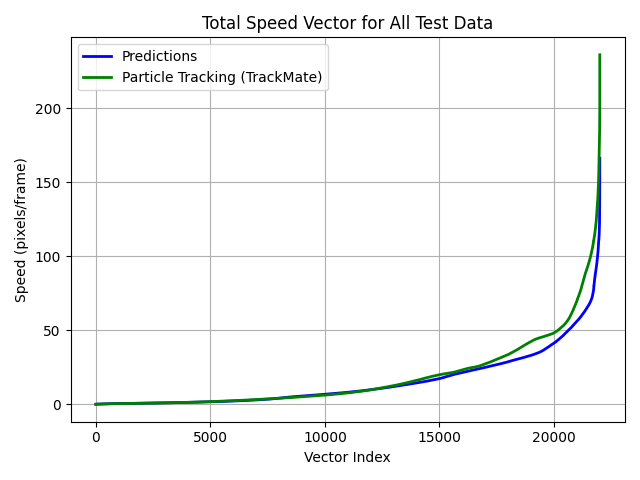 Total Speed Vector for All Test Data
Predictions
Particle Tracking (TrackMate)
Speed (pixels/frame)
200
150
100
50
0
0 5000 10000 15000 20000
Vector Index